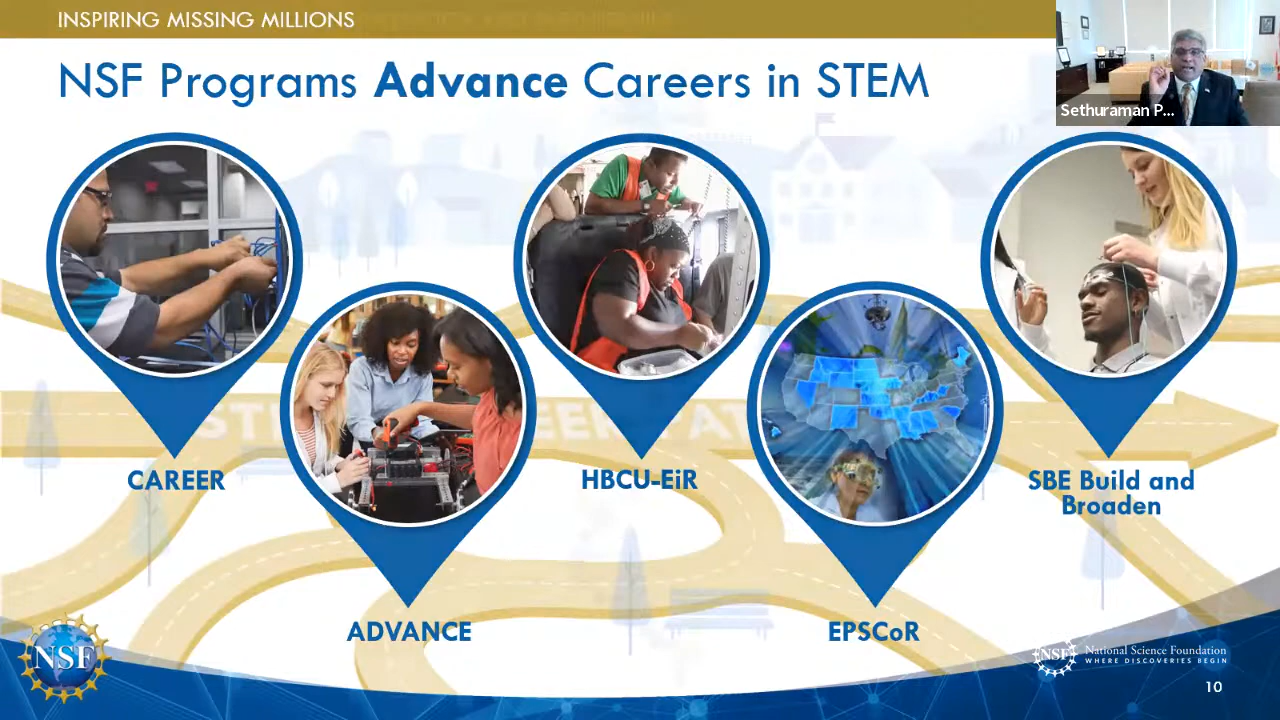 INSPIRING MISSING MILLIONS
NSF Programs Advance Careers in STEM
Sethuraman P...
CAREER
HBCU-EiR
SBE Build and
Broaden
ADVANCE
EPSCoR
NSF
NSF
National Science Foundation
WHERE DISCOVERIES BEGIN
10